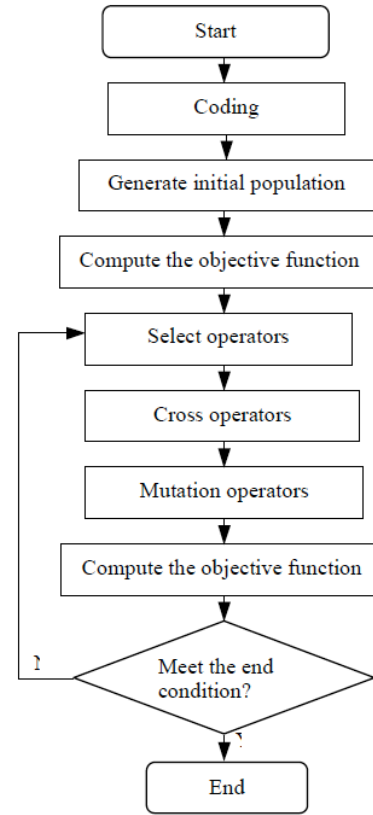 Start
Coding
Generate initial population
Compute the objective function
Select operators
Cross operators
Mutation operators
Compute the objective function
Meet the end
condition?
End